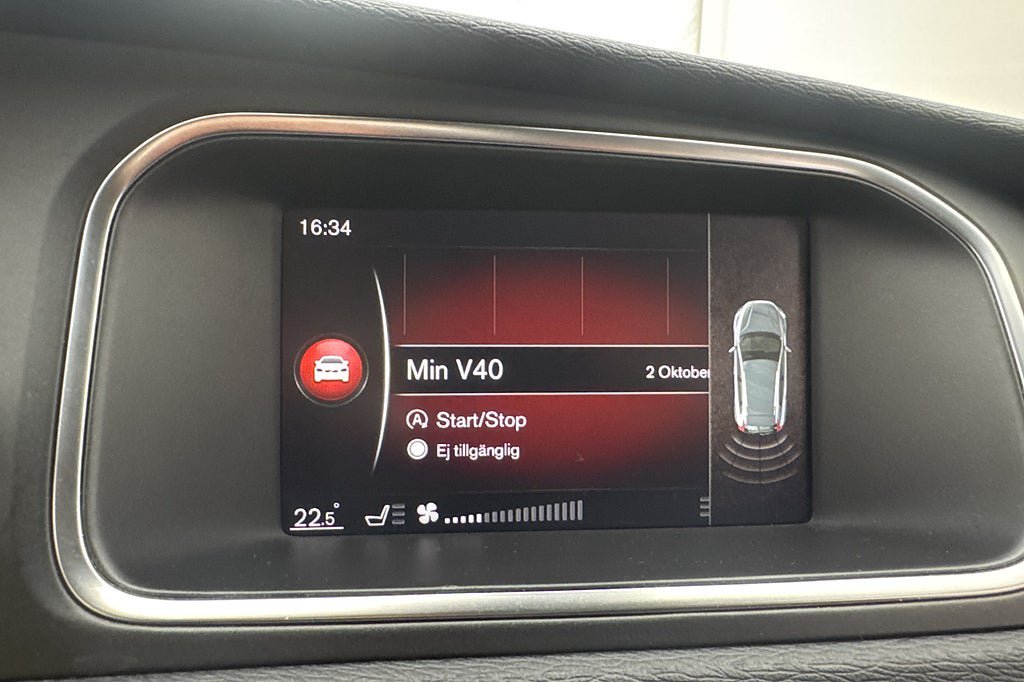 16:34
Min V40
2 Oktober
A Start/Stop
Ej tillgänglig
22.5°